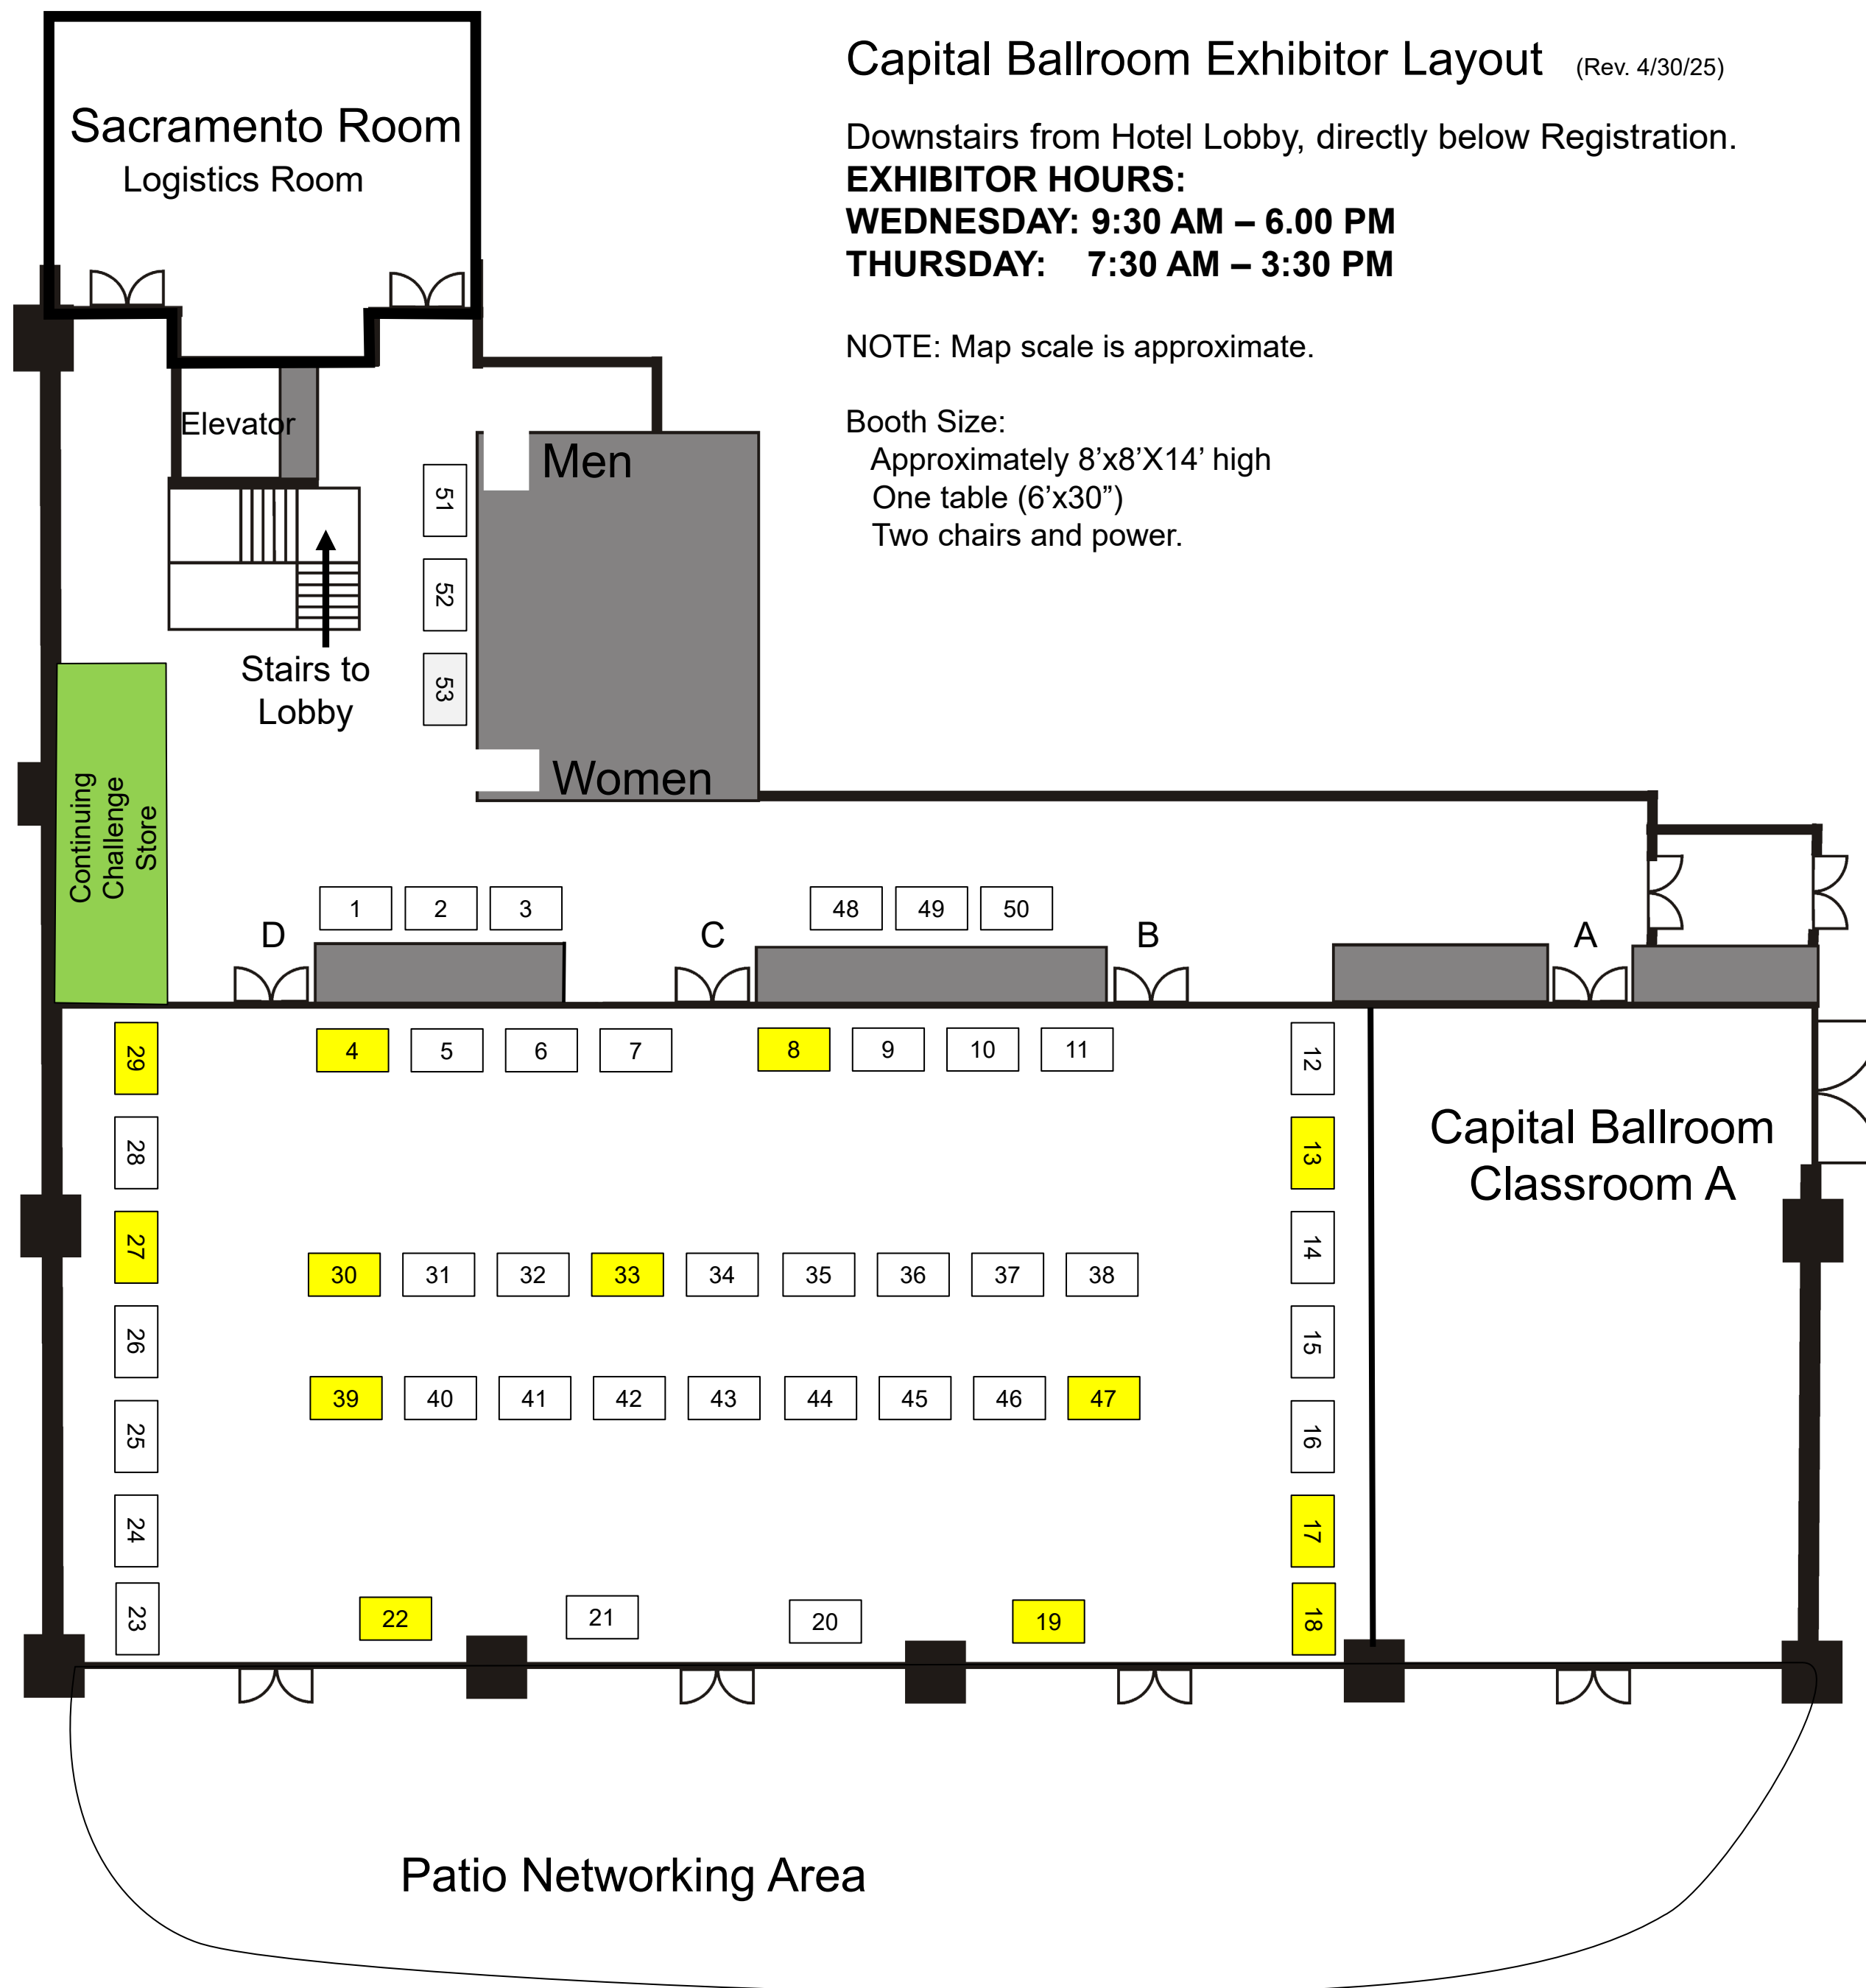 Capital Ballroom Exhibitor Layout (Rev. 4/30/25)
Downstairs from Hotel Lobby, directly below Registration.
EXHIBITOR HOURS:
WEDNESDAY: 9:30 AM – 6.00 PM
THURSDAY: 7:30 AM – 3:30 PM
NOTE: Map scale is approximate.
Booth Size:
Approximately 8’x8’X14’ high
One table (6’x30”)
Two chairs and power.
Sacramento Room
Logistics Room
Elevator
Men
51
52
53
Stairs to
Lobby
Women
Continuing
Challenge
Store
1 2 3
48 49 50
D
C
B
A
29
28
27
26
25
24
23
4 5 6 7
8 9 10 11
12
13
14
15
16
17
18
Capital Ballroom
Classroom A
30 31 32 33 34 35 36 37 38
39 40 41 42 43 44 45 46 47
22 21 20 19
Patio Networking Area